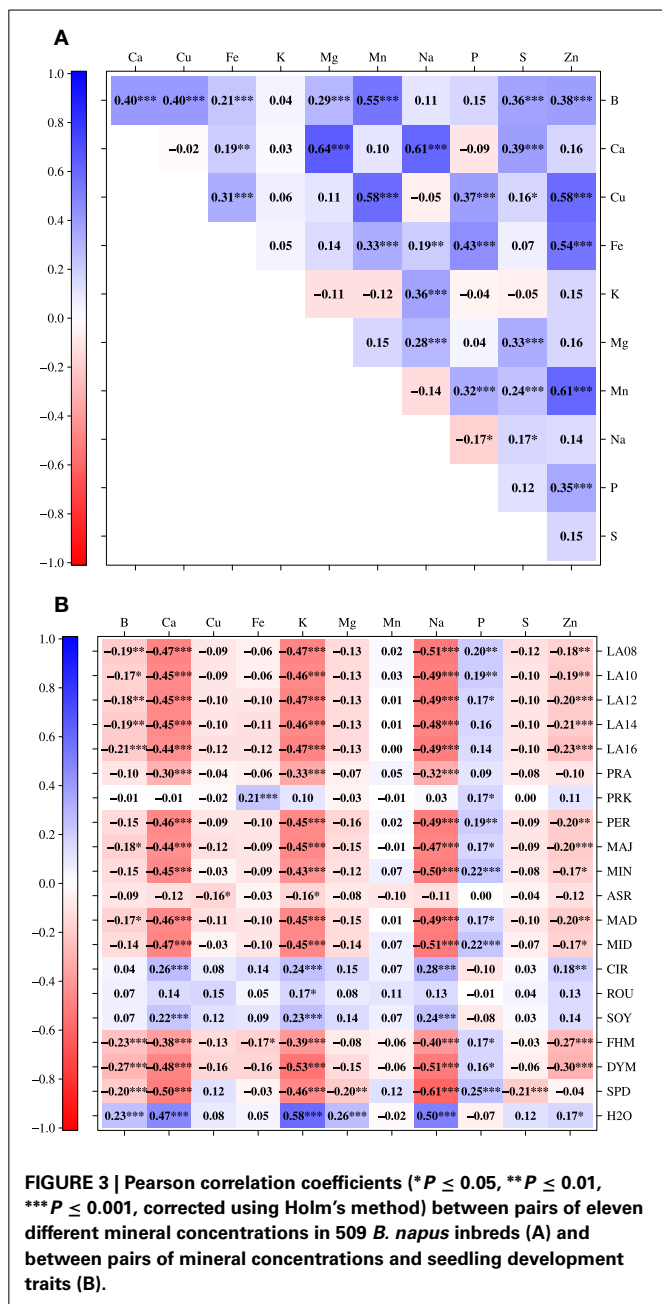 A
Ca Cu Fe K Mg Mn Na P S Zn
1.0
0.8
0.6
0.4
0.2
0.0
−0.2
−0.4
−0.6
−0.8
−1.0
0.40*** 0.40*** 0.21*** 0.04 0.29*** 0.55*** 0.11 0.15 0.36*** 0.38*** B
−0.02 0.19** 0.03 0.64*** 0.10 0.61*** −0.09 0.39*** 0.16 Ca
0.31*** 0.06 0.11 0.58*** −0.05 0.37*** 0.16* 0.58*** Cu
0.05 0.14 0.33*** 0.19** 0.43*** 0.07 0.54*** Fe
−0.11 −0.12 0.36*** −0.04 −0.05 0.15 K
0.15 0.28*** 0.04 0.33*** 0.16 Mg
−0.14 0.32*** 0.24*** 0.61*** Mn
−0.17* 0.17* 0.14 Na
0.12 0.35*** P
0.15 S
B
B Ca Cu Fe K Mg Mn Na P S Zn
1.0
0.8
0.6
0.4
0.2
0.0
−0.2
−0.4
−0.6
−0.8
−1.0
−0.19** −0.47*** −0.09 −0.06 −0.47*** −0.13 0.02 −0.51*** 0.20** −0.12 −0.18** LA08
−0.17* −0.45*** −0.09 −0.10 −0.46*** −0.13 0.03 −0.49*** 0.19** −0.10 −0.19** LA10
−0.18** −0.45*** −0.10 −0.10 −0.47*** −0.13 0.01 −0.49*** 0.17* −0.10 −0.20*** LA12
−0.19** −0.45*** −0.10 −0.11 −0.46*** −0.13 0.01 −0.48*** 0.16 −0.10 −0.21*** LA14
−0.21*** −0.44*** −0.12 −0.12 −0.47*** −0.13 0.00 −0.49*** 0.14 −0.10 −0.23*** LA16
−0.10 −0.30*** −0.04 −0.06 −0.33*** −0.07 0.05 −0.32*** 0.09 −0.08 −0.10 PRA
−0.01 −0.01 −0.02 0.21*** 0.10 −0.03 −0.01 0.03 0.17* 0.00 0.11 PRK
−0.15 −0.46*** −0.09 −0.10 −0.45*** −0.16 0.02 −0.49*** 0.19** −0.10 −0.20** PER
−0.18* −0.44*** −0.12 −0.09 −0.45*** −0.15 −0.01 −0.47*** 0.17* −0.09 −0.20*** MAJ
−0.15 −0.45*** −0.03 −0.09 −0.43*** −0.12 0.07 −0.50*** 0.22*** −0.08 −0.17* MIN
−0.09 −0.12 −0.16* −0.03 −0.16* −0.08 −0.10 −0.11 0.00 −0.04 −0.12 ASR
−0.17* −0.46*** −0.11 −0.10 −0.45*** −0.15 0.01 −0.49*** 0.17* −0.10 −0.20** MAD
−0.14 −0.47*** −0.03 −0.10 −0.45*** −0.14 0.07 −0.51*** 0.22*** −0.07 −0.17* MID
0.04 0.26*** 0.08 0.14 0.24*** 0.15 0.07 0.28*** −0.10 0.03 0.18** CIR
0.07 0.14 0.15 0.05 0.17* 0.08 0.11 0.13 −0.01 0.04 0.13 ROU
0.07 0.22*** 0.12 0.09 0.23*** 0.14 0.07 0.24*** −0.08 0.03 0.14 SOY
−0.23*** −0.38*** −0.13 −0.17* −0.39*** −0.08 −0.06 −0.40*** 0.17* −0.03 −0.27*** FHM
−0.27*** −0.48*** −0.16 −0.16 −0.53*** −0.15 −0.06 −0.51*** 0.16* −0.06 −0.30*** DYM
−0.20*** −0.50*** 0.12 −0.03 −0.46*** −0.20** 0.12 −0.61*** 0.25*** −0.21*** −0.04 SPD
0.23*** 0.47*** 0.08 0.05 0.58*** 0.26*** −0.02 0.50*** −0.07 0.12 0.17* H2O
FIGURE 3 | Pearson correlation coefficients (*P ≤ 0.05, **P ≤ 0.01,
***P ≤ 0.001, corrected using Holm's method) between pairs of eleven
different mineral concentrations in 509 B. napus inbreds (A) and
between pairs of mineral concentrations and seedling development
traits (B).